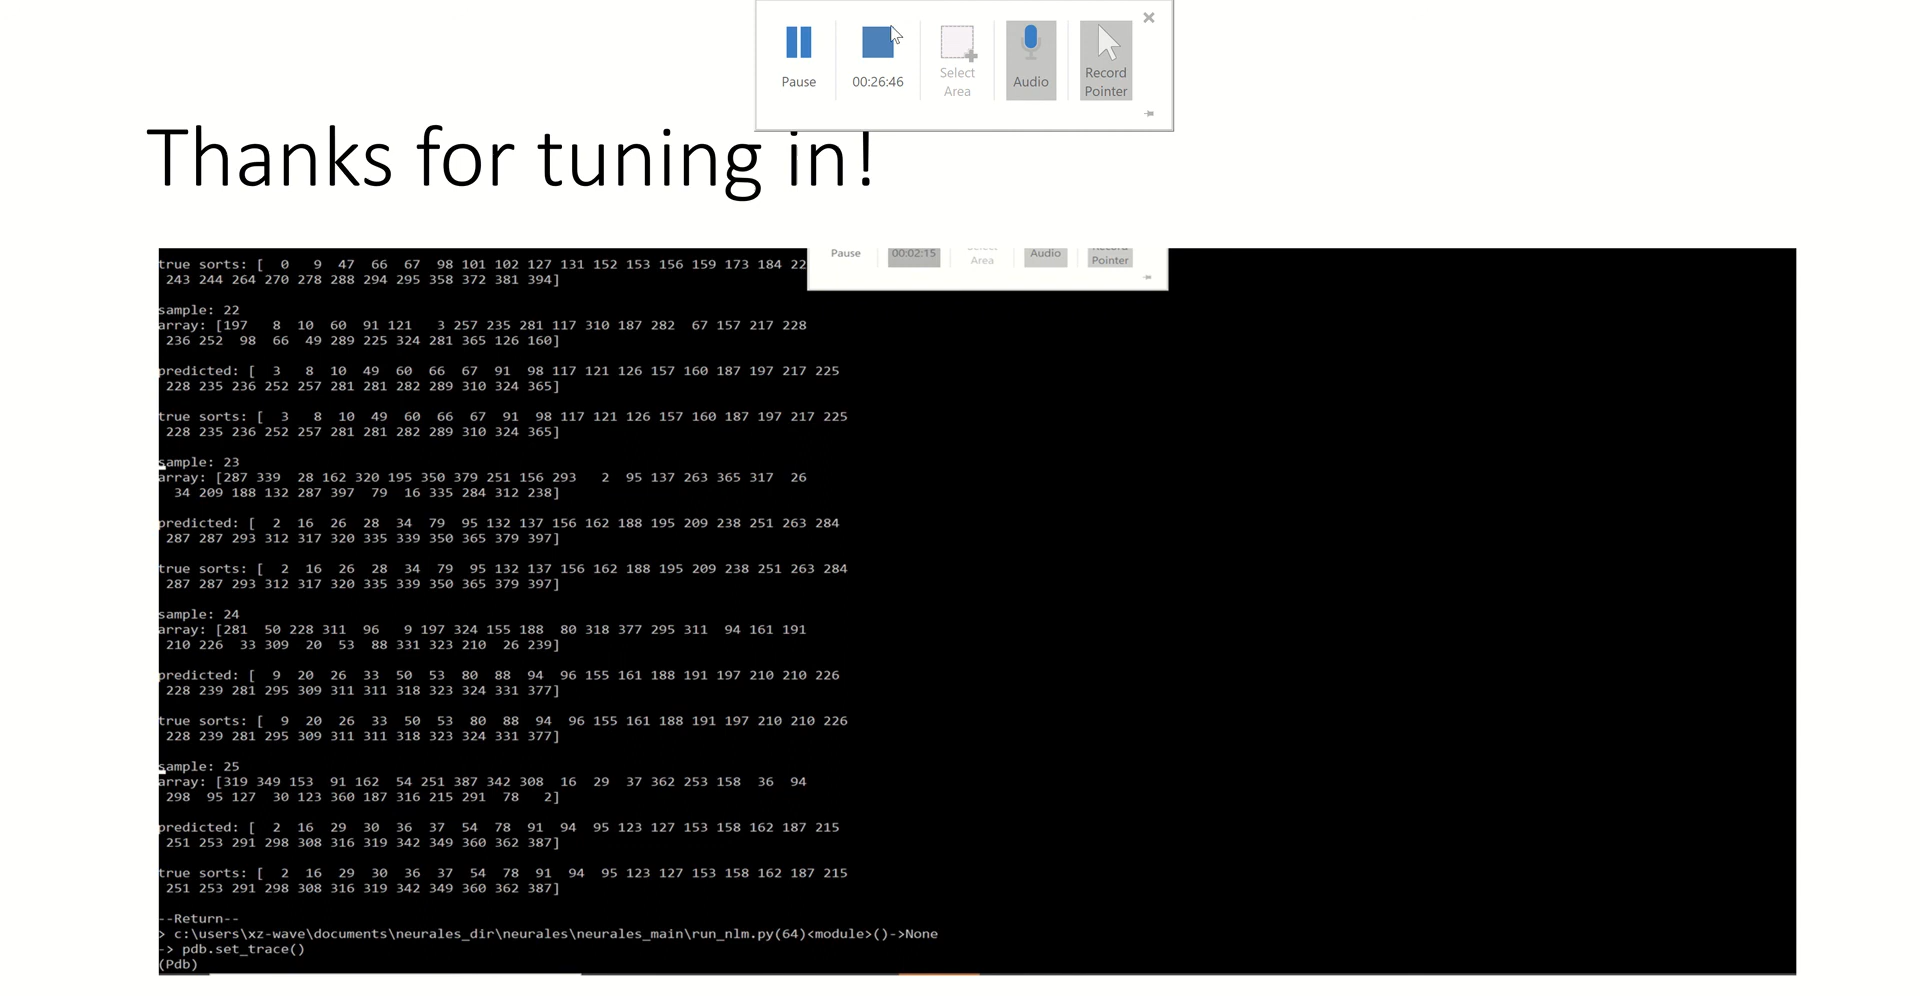 Pause
00:26:46
Select
Area
Audio
Record
Pointer
Thanks for tuning in!
Pause
00:02:15
Area
Audio
Pointer
true sorts: [  0   9  47  66  67  98 101 102 127 131 152 153 156 159 173 184 22
 243 244 264 270 278 288 294 295 358 372 381 394]
sample: 22
array: [197   8  10  60  91 121   3 257 235 281 117 310 187 282  67 157 217 228
 236 252  98  66  49 289 225 324 281 365 126 160]
predicted: [  3   8  10  49  60  66  67  91  98 117 121 126 157 160 187 197 217 225
 228 235 236 252 257 281 281 282 289 310 324 365]
true sorts: [  3   8  10  49  60  66  67  91  98 117 121 126 157 160 187 197 217 225
 228 235 236 252 257 281 281 282 289 310 324 365]
sample: 23
array: [287 339  28 162 320 195 350 379 251 156 293   2  95 137 263 365 317  26
  34 209 188 132 287 397  79  16 335 284 312 238]
predicted: [  2  16  26  28  34  79  95 132 137 156 162 188 195 209 238 251 263 284
 287 287 293 312 317 320 335 339 350 365 379 397]
true sorts: [  2  16  26  28  34  79  95 132 137 156 162 188 195 209 238 251 263 284
 287 287 293 312 317 320 335 339 350 365 379 397]
sample: 24
array: [281  50 228 311  96   9 197 324 155 188  80 318 377 295 311  94 161 191
 210 226  33 309  20  53  88 331 323 210  26 239]
predicted: [  9  20  26  33  50  53  80  88  94  96 155 161 188 191 197 210 210 226
 228 239 281 295 309 311 311 318 323 324 331 377]
true sorts: [  9  20  26  33  50  53  80  88  94  96 155 161 188 191 197 210 210 226
 228 239 281 295 309 311 311 318 323 324 331 377]
sample: 25
array: [319 349 153  91 162  54 251 387 342 308  16  29  37 362 253 158  36  94
 298  95 127  30 123 360 187 316 215 291  78   2]
predicted: [  2  16  29  30  36  37  54  78  91  94  95 123 127 153 158 162 187 215
 251 253 291 298 308 316 319 342 349 360 362 387]
true sorts: [  2  16  29  30  36  37  54  78  91  94  95 123 127 153 158 162 187 215
 251 253 291 298 308 316 319 342 349 360 362 387]
--Return--
> c:\users\xz-wave\documents\neurales_dir\neurales\neurales_main\run_nlm.py(64)<module>()->None
-> pdb.set_trace()
(Pdb)